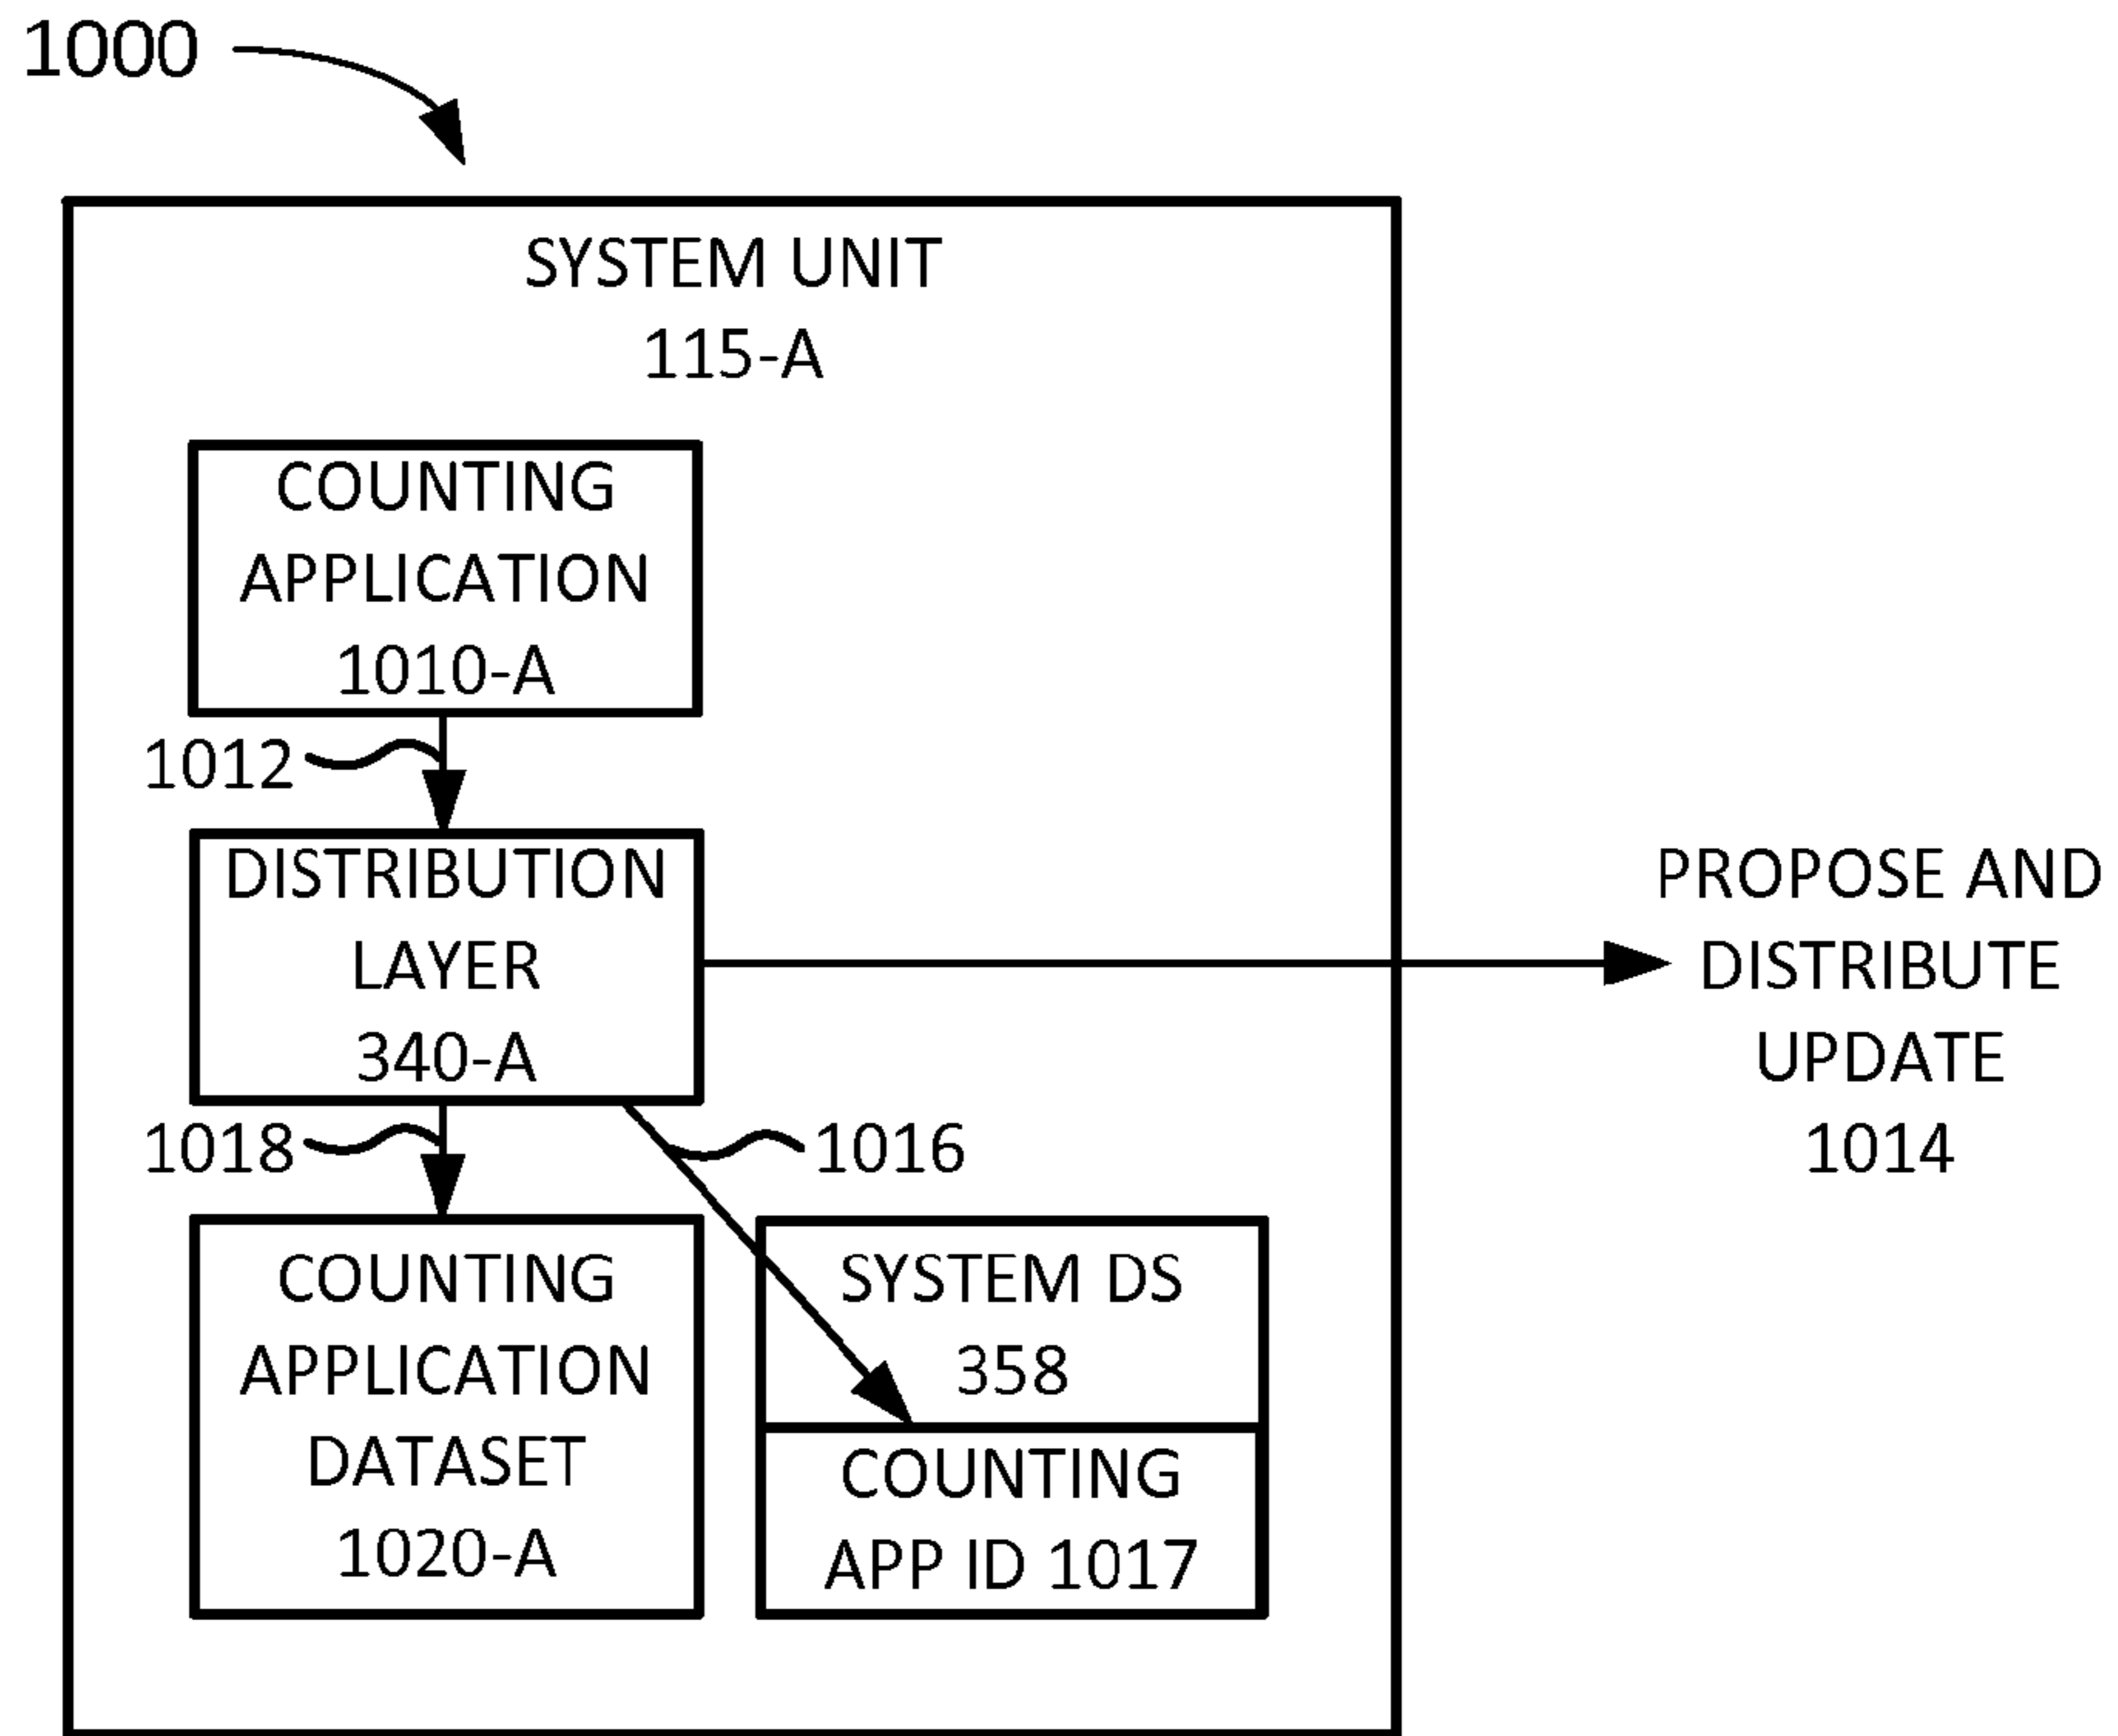 1000
SYSTEM UNIT
115-A
COUNTING
APPLICATION
1010-A
1012
DISTRIBUTION
LAYER
340-A
PROPOSE AND
DISTRIBUTE
UPDATE
1014
1018
1016
COUNTING
APPLICATION
DATASET
1020-A
SYSTEM DS
358
COUNTING
APP ID 1017